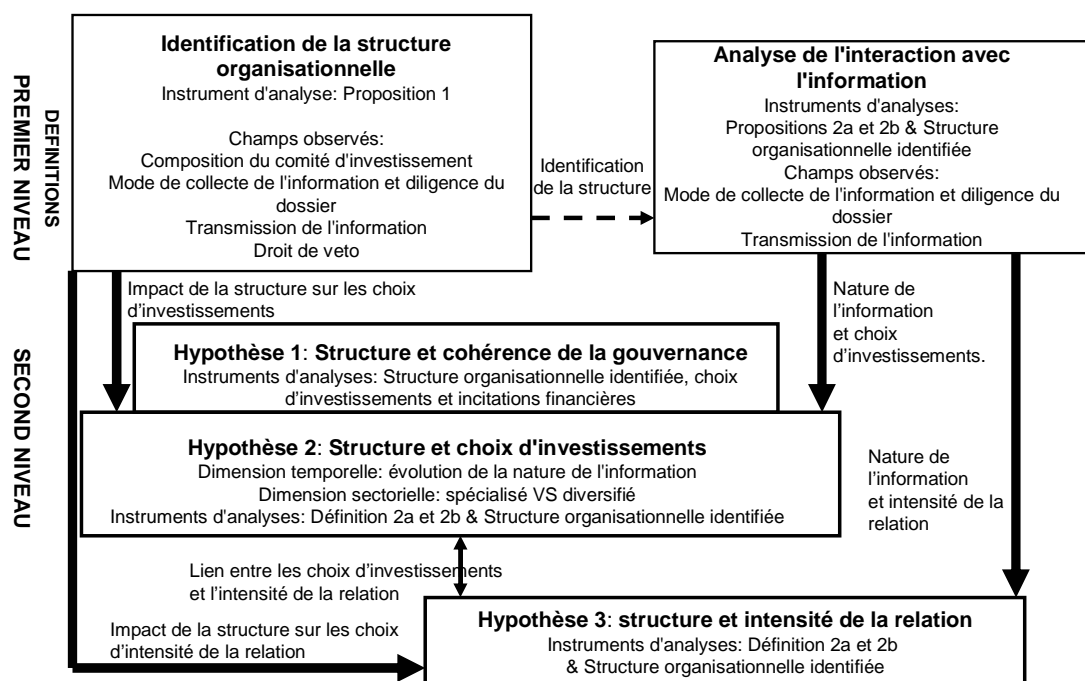 PREMIER NIVEAU
DEFINITIONS
Identification de la structure
organisationnelle
Instrument d'analyse: Proposition 1
Champs observés:
Composition du comité d'investissement
Mode de collecte de l'information et diligence du
dossier
Transmission de l'information
Droit de veto
Identification
de la structure
Analyse de l'interaction avec
l'information
Instruments d'analyses:
Propositions 2a et 2b & Structure
organisationnelle identifiée
Champs observés:
Mode de collecte de l'information et diligence du
dossier
Transmission de l'information
Impact de la structure sur les choix
d'investissements
Nature de
l'information
et choix
d'investissements.
SECOND NIVEAU
Hypothèse 1: Structure et cohérence de la gouvernance
Instruments d'analyses: Structure organisationnelle identifiée, choix
d'investissements et incitations financières
Hypothèse 2: Structure et choix d'investissements
Dimension temporelle: évolution de la nature de l'information
Dimension sectorielle: spécialisé VS diversifié
Instruments d'analyses: Définition 2a et 2b & Structure organisationnelle identifiée
Nature de
l'information
et intensité de la
relation
Lien entre les choix d'investissements
et l'intensité de la relation
Impact de la structure sur les choix
d'intensité de la relation
Hypothèse 3: structure et intensité de la relation
Instruments d'analyses: Définition 2a et 2b
& Structure organisationnelle identifiée